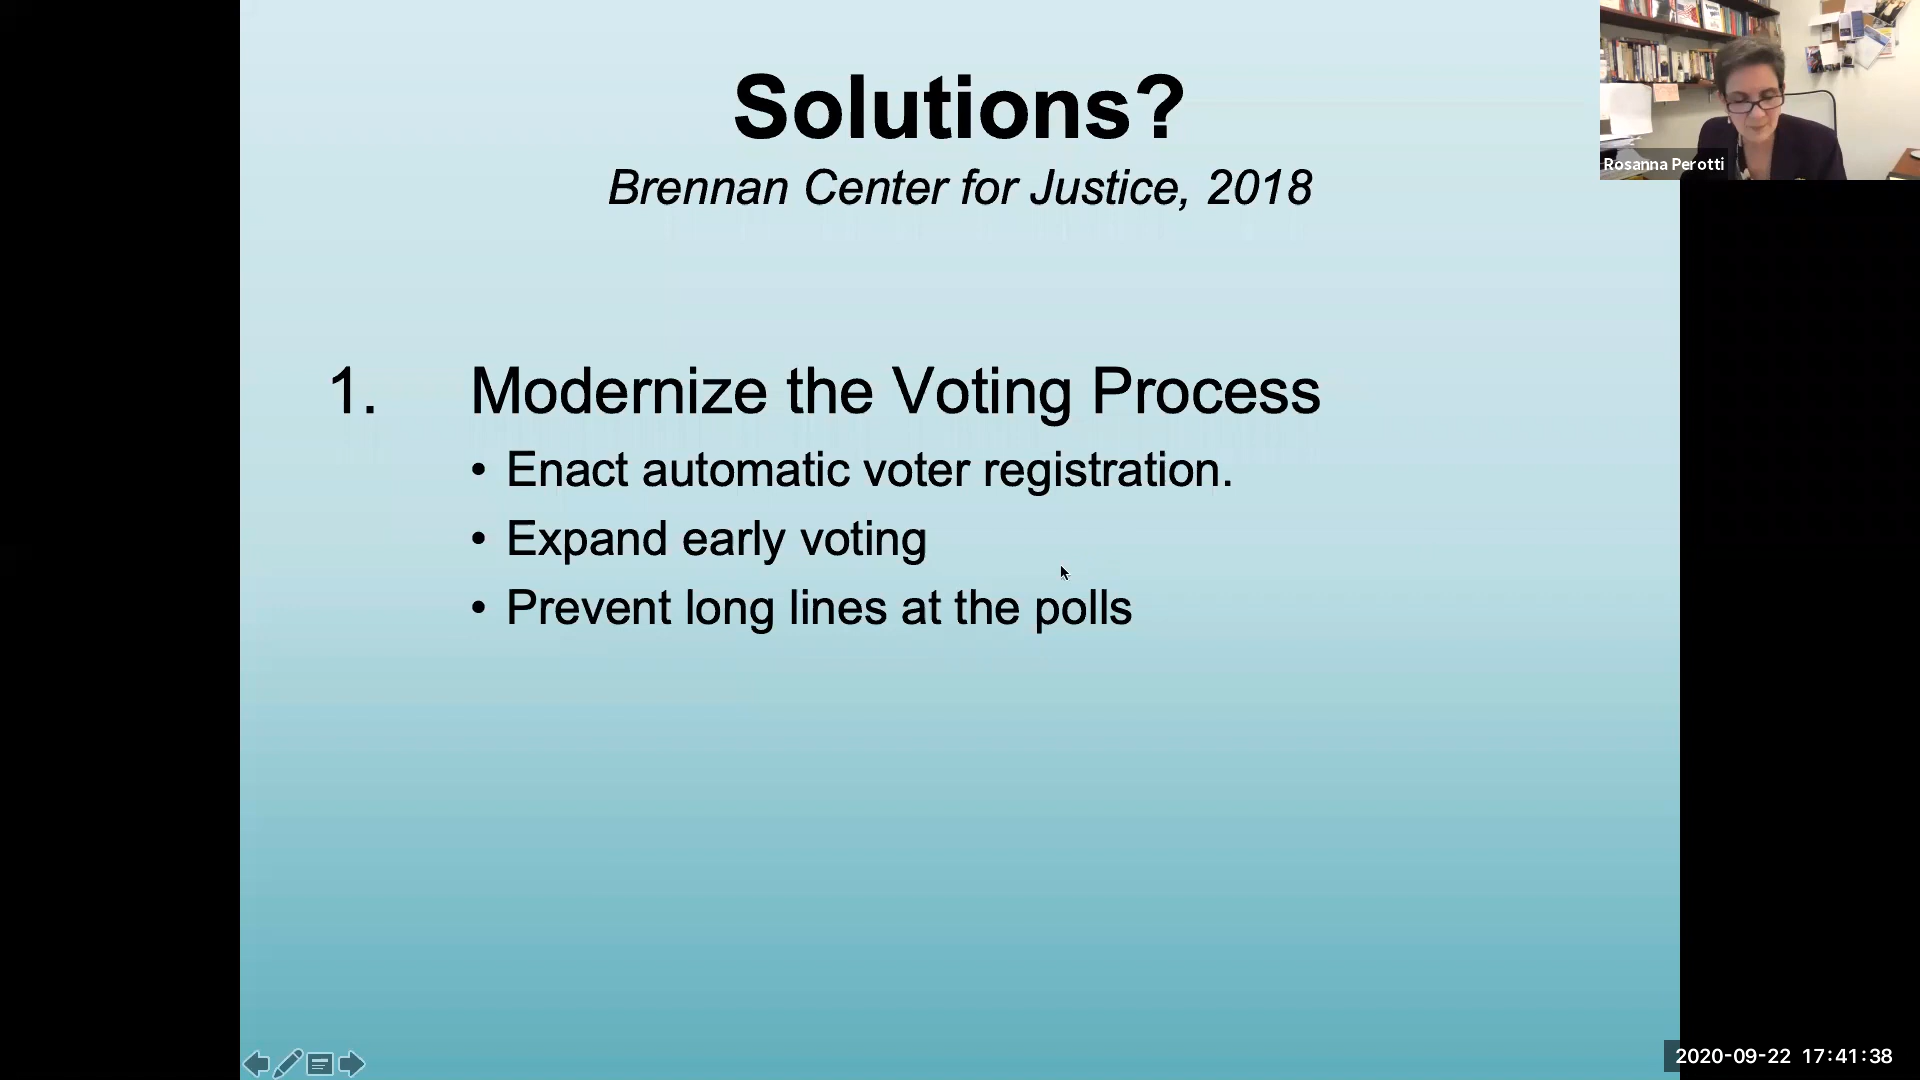 Solutions?
Brennan Center for Justice, 2018
1. Modernize the Voting Process
• Enact automatic voter registration.
• Expand early voting
• Prevent long lines at the polls
Rosanna Perotti
2020-09-22 17:41:38